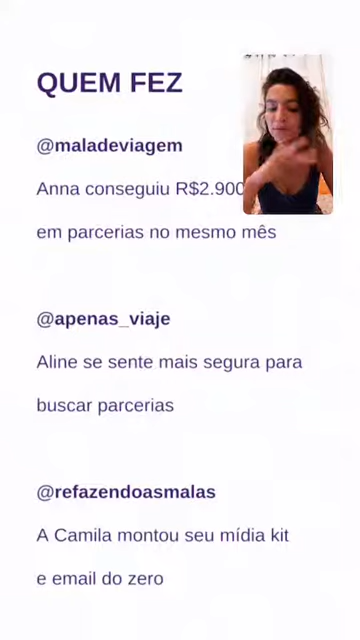 QUEM FEZ
@maladeviagem
Anna conseguiu R$2.900
em parcerias no mesmo mês
@apenas_viaje
Aline se sente mais segura para
buscar parcerias
@refazendoasmalas
A Camila montou seu mídia kit
e email do zero